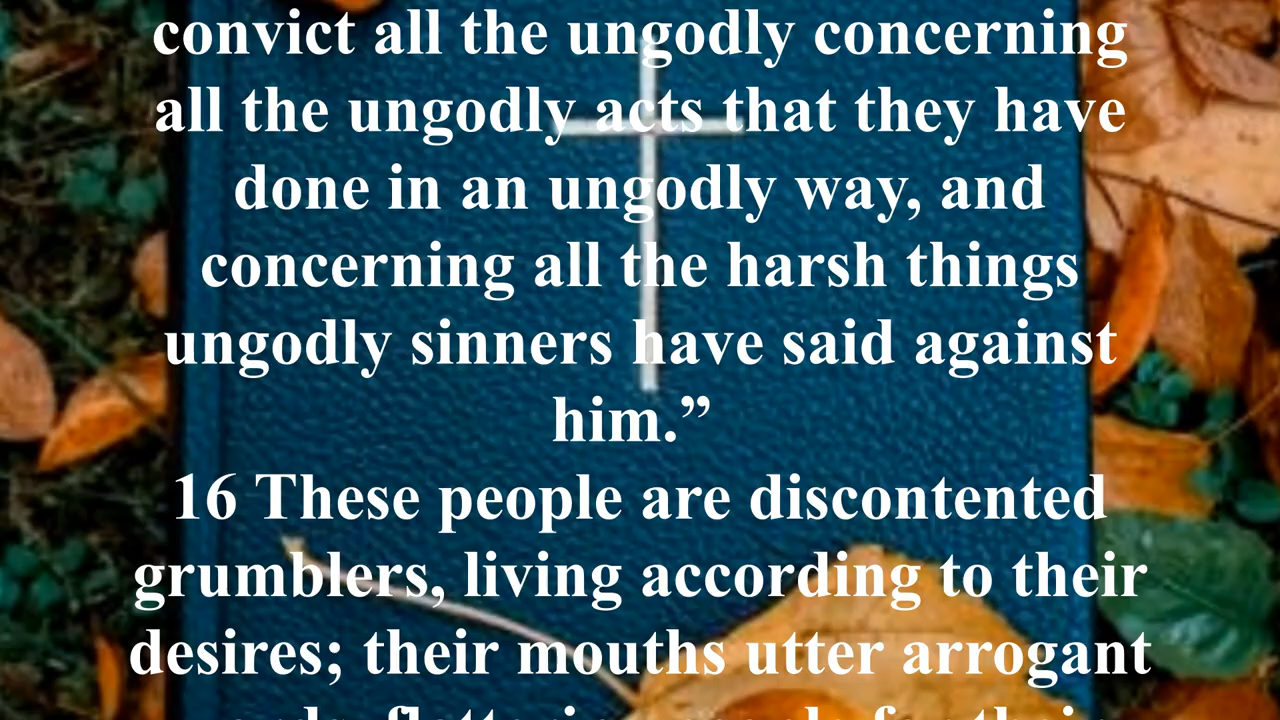 convict all the ungodly concerning
all the ungodly acts that they have
done in an ungodly way, and
concerning all the harsh things
ungodly sinners have said against
him.”
16 These people are discontented
grumblers, living according to their
desires; their mouths utter arrogant